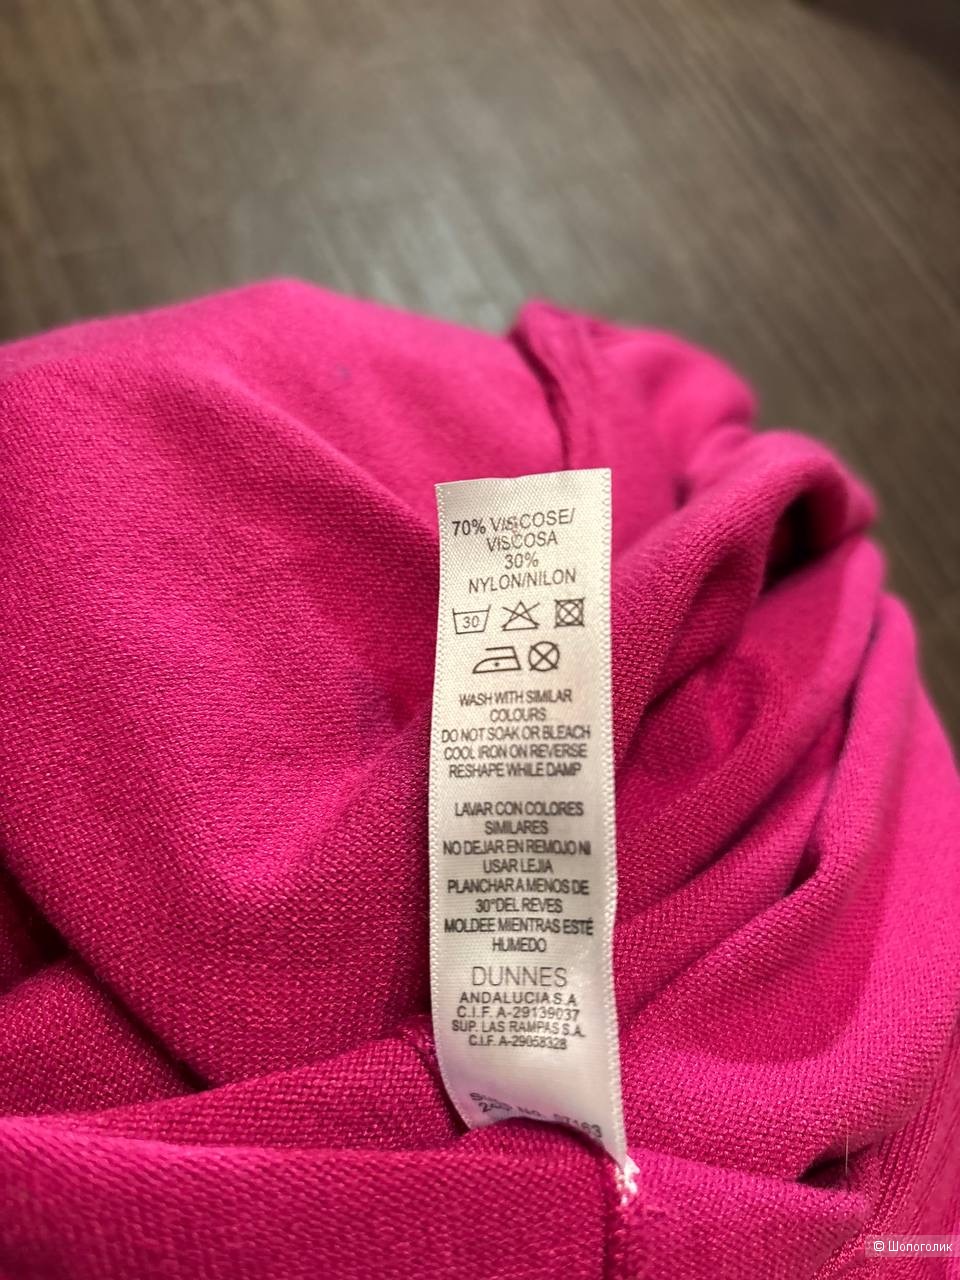 70% VISCOSE/
VISCOSA
30%
NYLON/NILON
30
WASH WITH SIMILAR
COLOURS
DO NOT SOAK OR BLEACH
COOL IRON ON REVERSE
RESHAPE WHILE DAMP
LAVAR CON COLORES
SIMILARES
NO DEJAR EN REMOJO NI
USAR LEJIA
PLANCHAR A MENOS DE
30°DEL REVES
MOLDEE MIENTRAS ESTÉ
HUMEDO
DUNNES
ANDALUCIA S.A
C.I.F. A-29139037
SUP. LAS RAMPAS S.A.
C.I.F. A-29058328
© Шопоголик